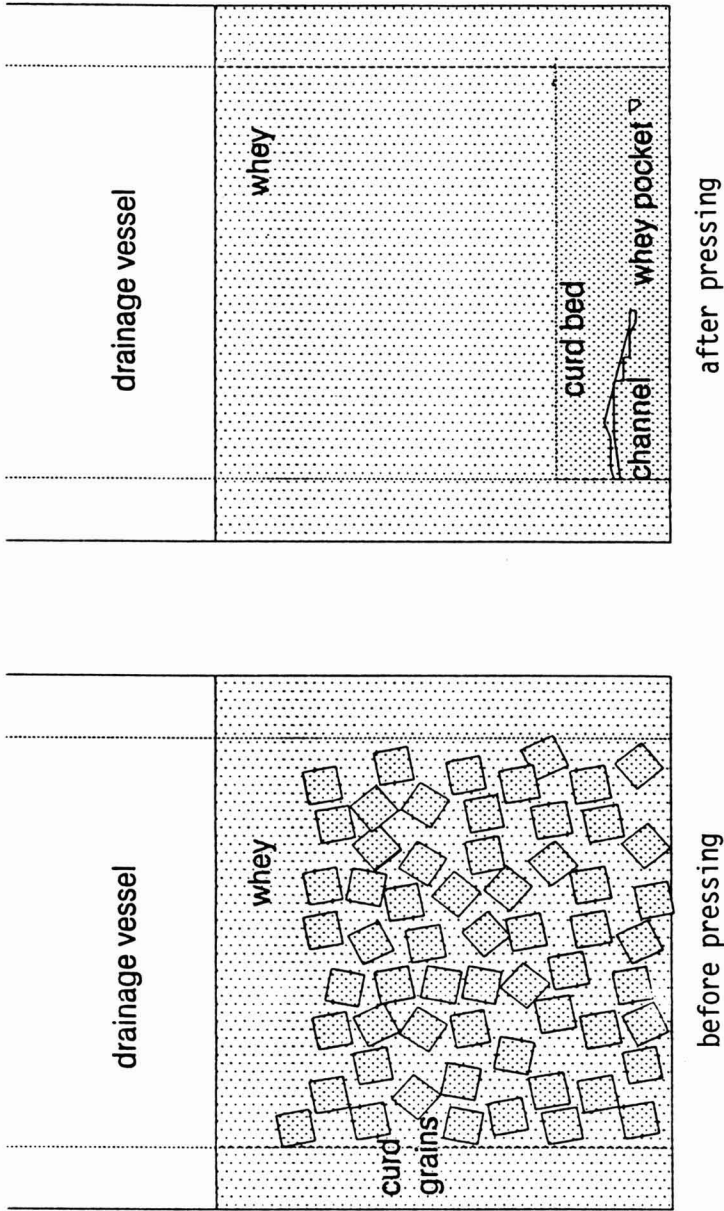 drainage vessel
whey
curd
grains
before pressing
drainage vessel
whey
curd bed
channel
whey pocket
after pressing